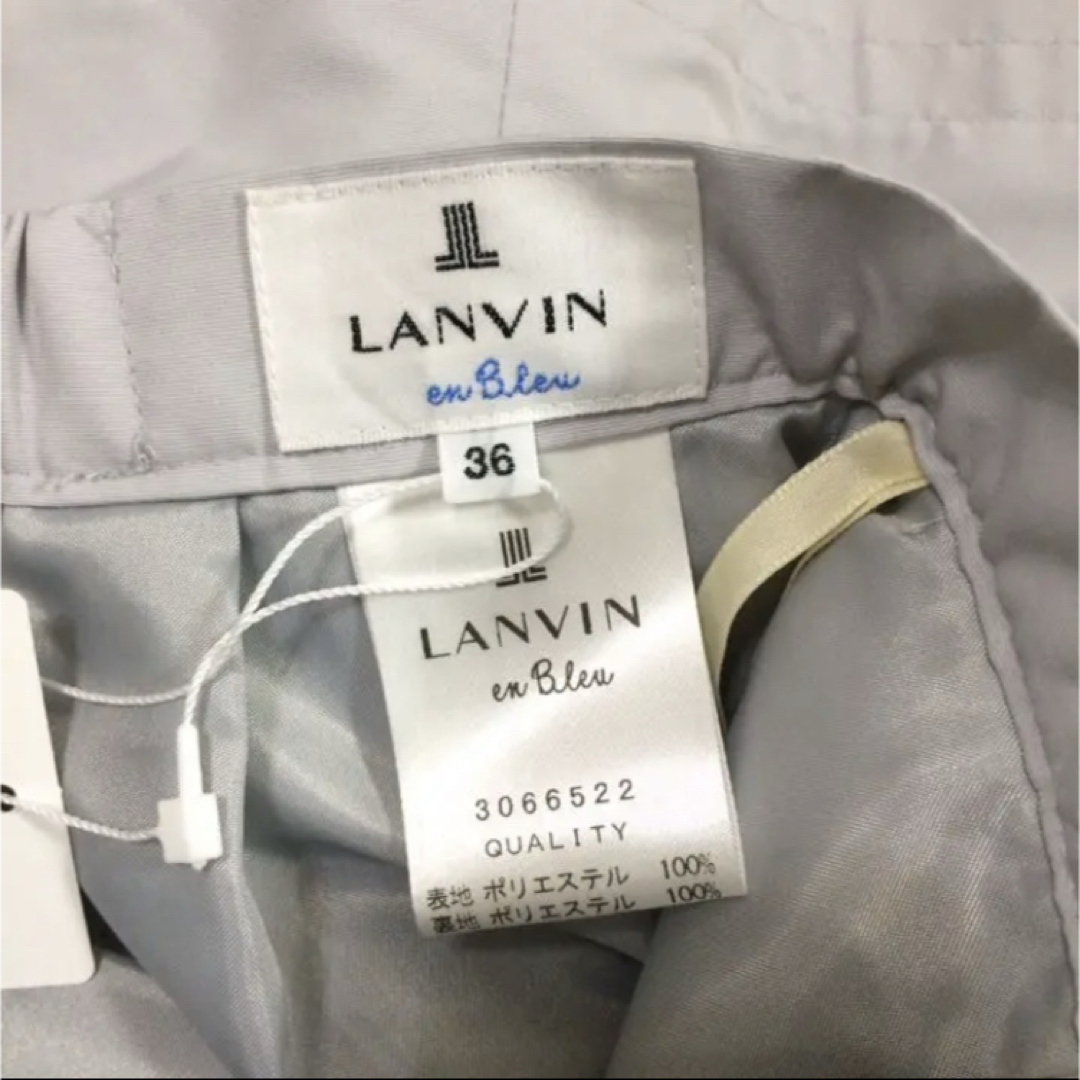 LANVIN
en Bleu
36
LANVIN
en Bleu
3066522
QUALITY
表地 ポリエステル 100%
裏地 ポリエステル 100%